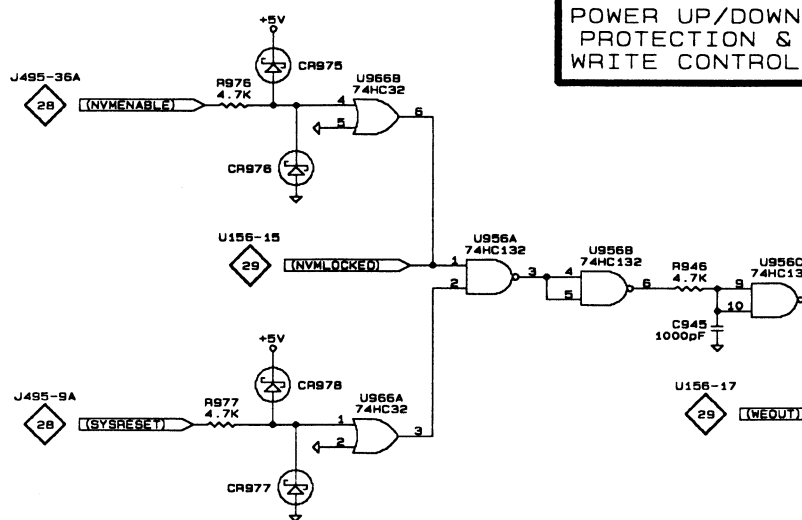 POWER UP/DOWN
PROTECTION &
WRITE CONTROL
+5V
CR975
J495-36A
28
(NVMENABLE)
R976
4.7K
U966B
74HC32
4
5
6
CR976
U156-15
29
(NVMLOCKED)
U956A
74HC132
1
2
3
U956B
74HC132
4
5
6
R946
4.7K
U956C
74HC13
9
10
C945
1000pF
+5V
CR978
J495-9A
28
(SYSRESET)
R977
4.7K
U966A
74HC32
1
2
3
CR977
U156-17
29
(WEOUT)